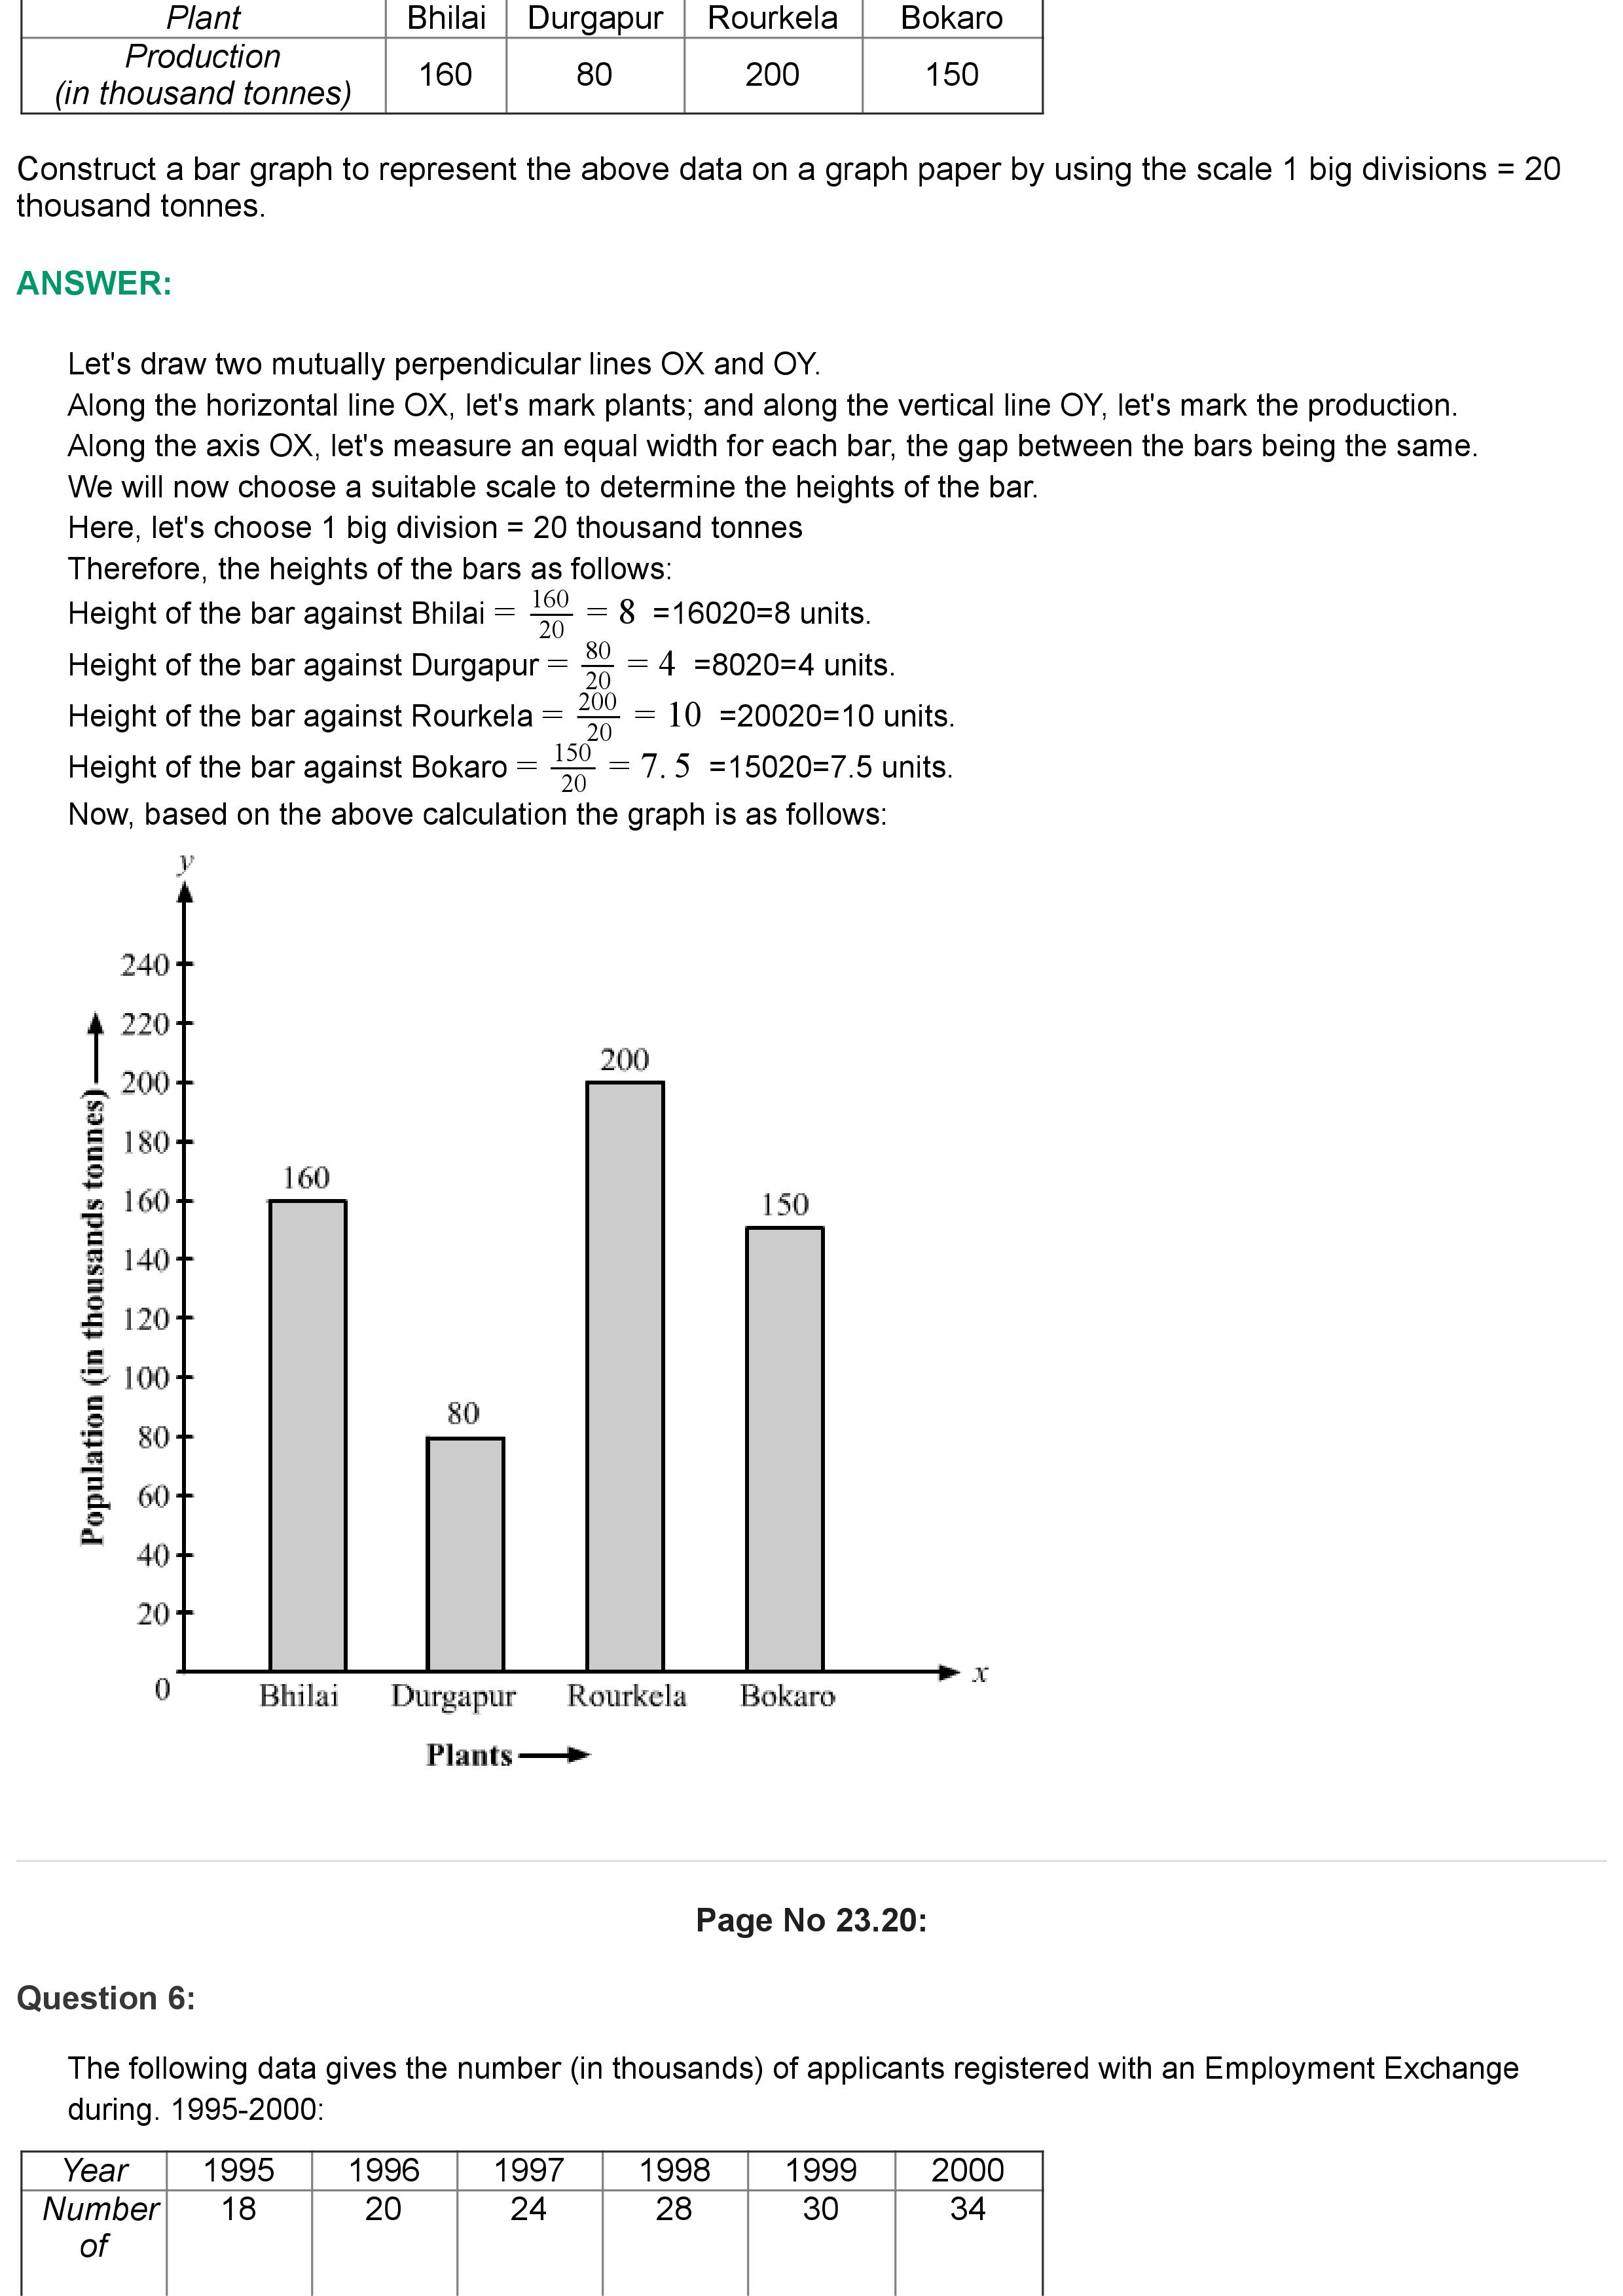 Plant Bhilai Durgapur Rourkela Bokaro
Production
(in thousand tonnes) 160 80 200 150
Construct a bar graph to represent the above data on a graph paper by using the scale 1 big divisions = 20
thousand tonnes.
ANSWER:
Let's draw two mutually perpendicular lines OX and OY.
Along the horizontal line OX, let's mark plants; and along the vertical line OY, let's mark the production.
Along the axis OX, let's measure an equal width for each bar, the gap between the bars being the same.
We will now choose a suitable scale to determine the heights of the bar.
Here, let's choose 1 big division = 20 thousand tonnes
Therefore, the heights of the bars as follows:
Height of the bar against Bhilai = 160/20 = 8 =16020=8 units.
Height of the bar against Durgapur = 80/20 = 4 =8020=4 units.
Height of the bar against Rourkela = 200/20 = 10 =20020=10 units.
Height of the bar against Bokaro = 150/20 = 7. 5 =15020=7.5 units.
Now, based on the above calculation the graph is as follows:
y
240
220
200
180
160
140
120
100
80
60
40
20
0
Population (in thousands tonnes)
160
80
200
150
x
Bhilai Durgapur Rourkela Bokaro
Plants
Page No 23.20:
Question 6:
The following data gives the number (in thousands) of applicants registered with an Employment Exchange
during. 1995-2000:
Year 1995 1996 1997 1998 1999 2000
Number 18 20 24 28 30 34
of